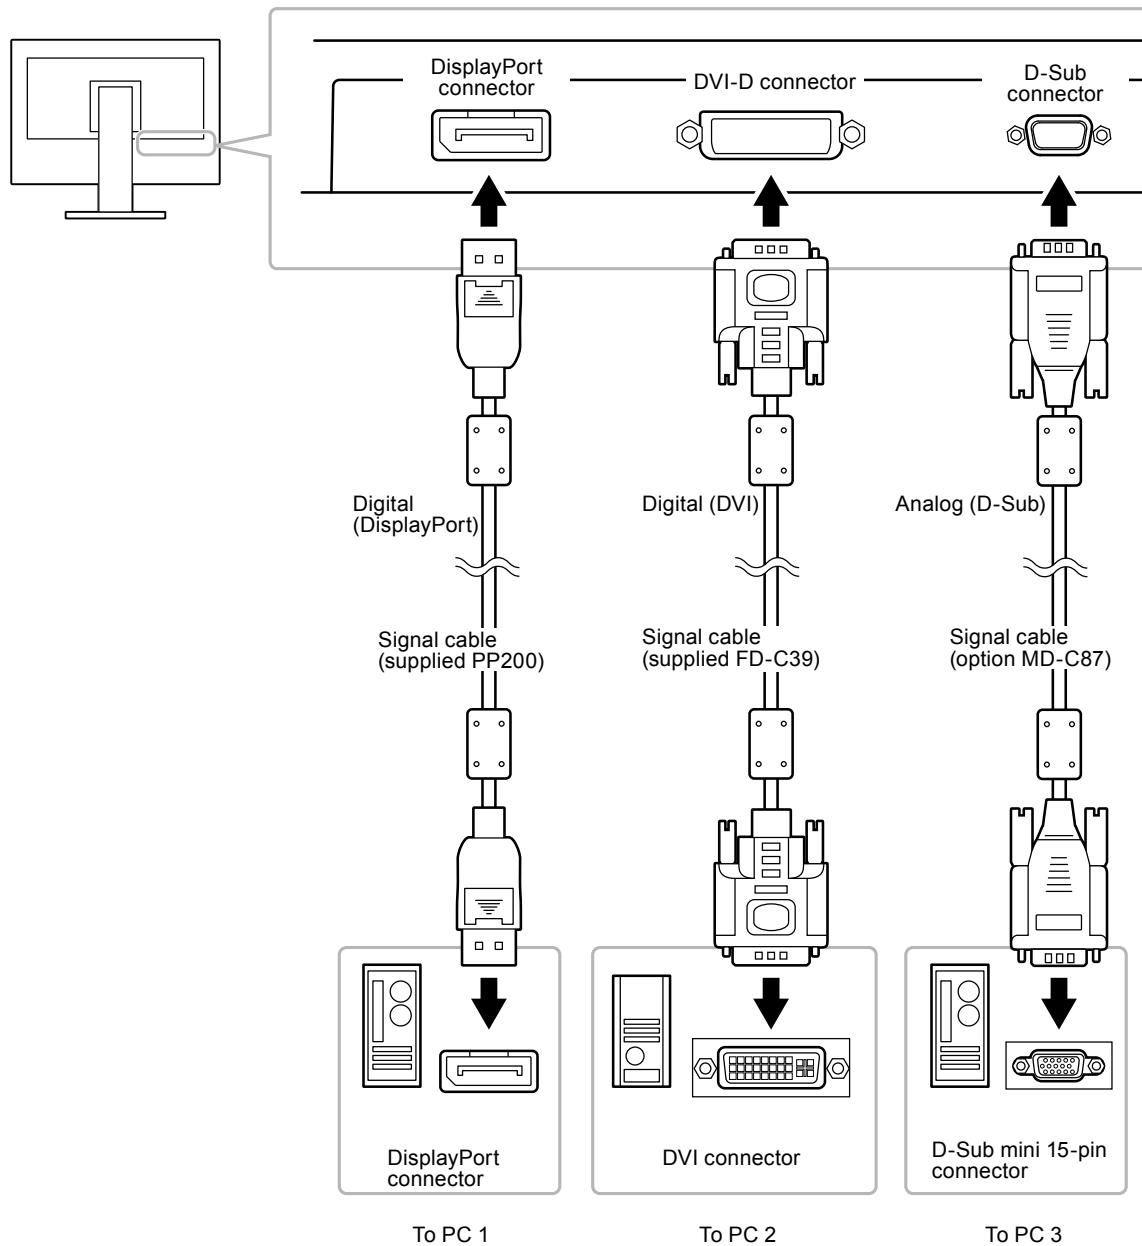 DisplayPort
connector
DVI-D connector
D-Sub
connector
Digital
(DisplayPort)
Digital (DVI)
Analog (D-Sub)
Signal cable
(supplied PP200)
Signal cable
(supplied FD-C39)
Signal cable
(option MD-C87)
DisplayPort
connector
DVI connector
D-Sub mini 15-pin
connector
To PC 1
To PC 2
To PC 3